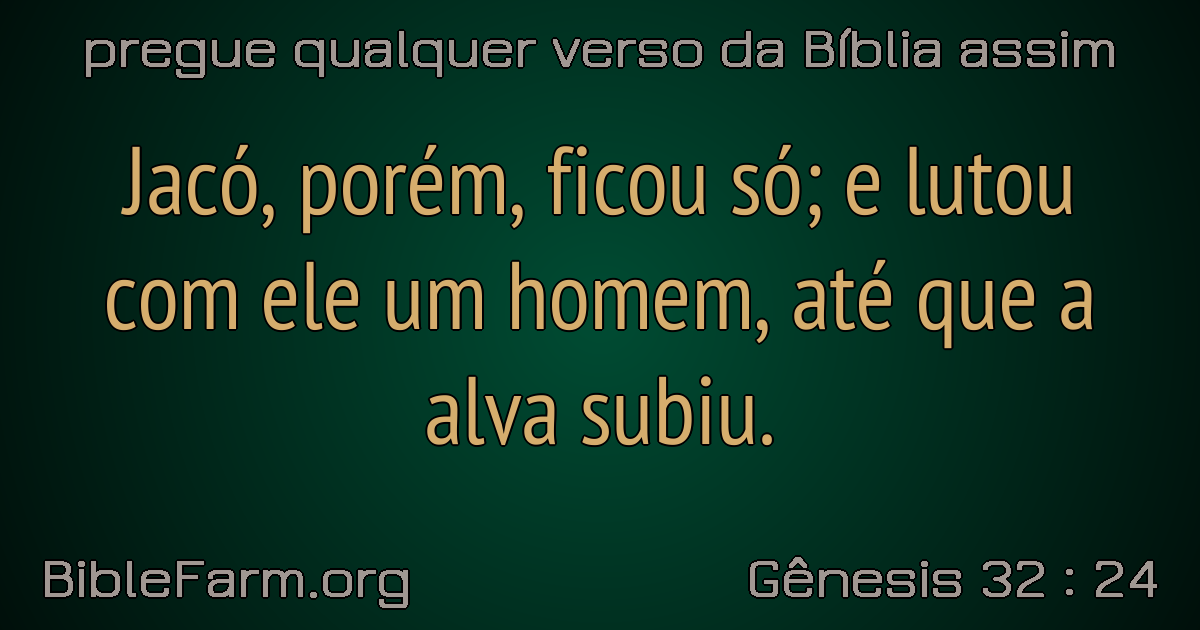 pregue qualquer verso da Bíblia assim
Jacó, porém, ficou só; e lutou
com ele um homem, até que a
alva subiu.
BibleFarm.org
Gênesis 32 : 24